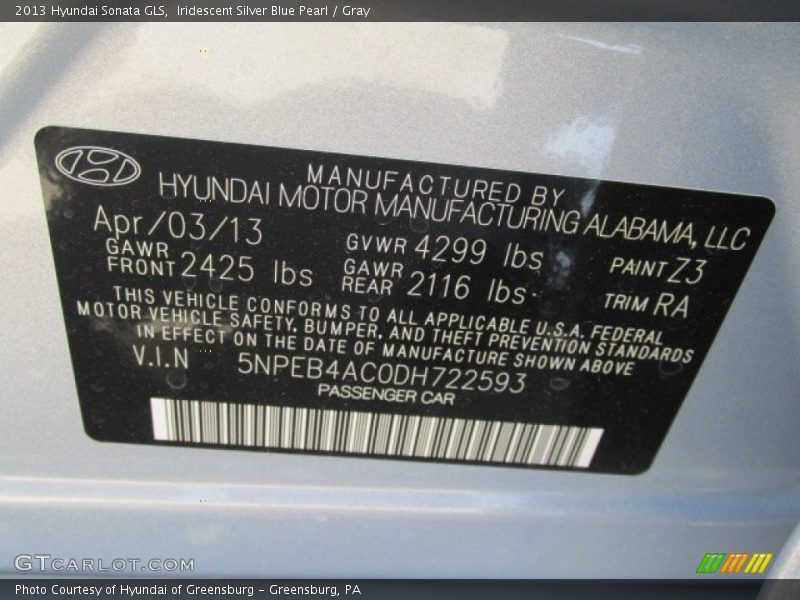 2013 Hyundai Sonata GLS,  Iridescent Silver Blue Pearl / Gray
MANUFACTURED BY
HYUNDAI MOTOR MANUFACTURING ALABAMA, LLC
Apr/03/13 GVWR 4299 lbs PAINT Z3
GAWR FRONT 2425 lbs GAWR REAR 2116 lbs TRIM RA
THIS VEHICLE CONFORMS TO ALL APPLICABLE U.S.A. FEDERAL
MOTOR VEHICLE SAFETY, BUMPER, AND THEFT PREVENTION STANDARDS
IN EFFECT ON THE DATE OF MANUFACTURE SHOWN ABOVE
V.I.N 5NPEB4AC0DH722593
PASSENGER CAR
GTCARLOT.COM
Photo Courtesy of Hyundai of Greensburg - Greensburg, PA